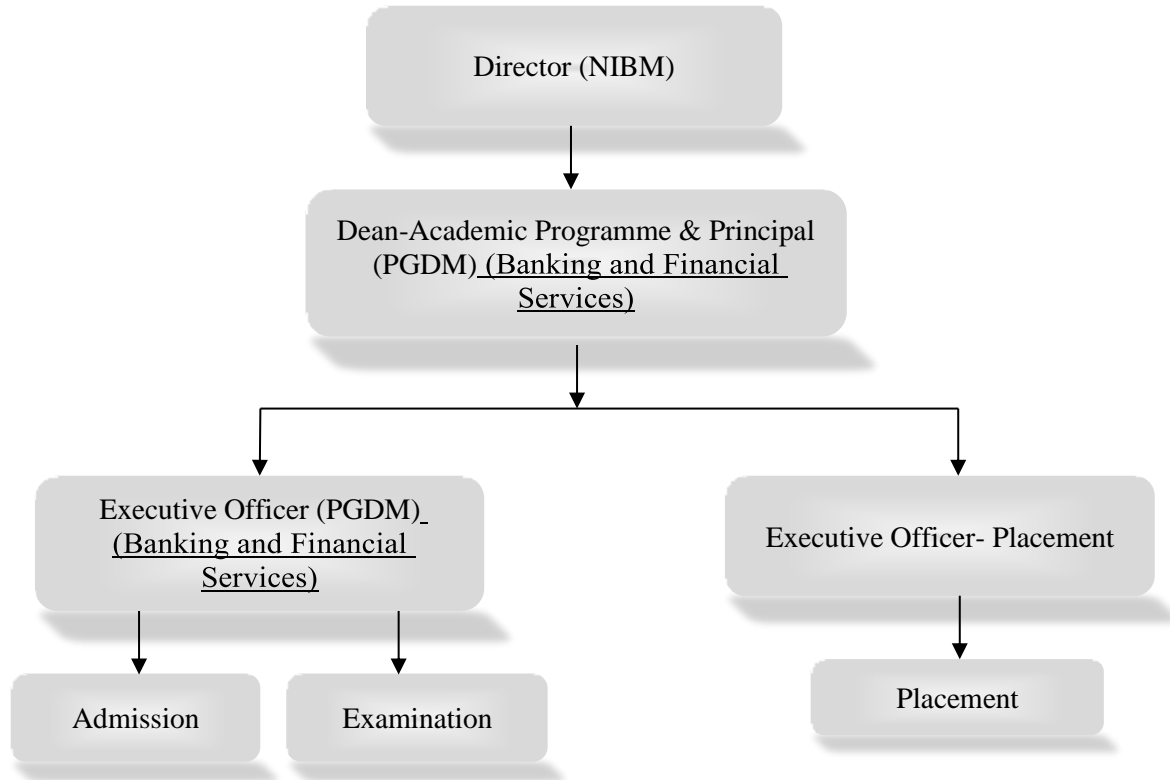 Director (NIBM)
Dean-Academic Programme & Principal
(PGDM) (Banking and Financial
Services)
Executive Officer (PGDM)
(Banking and Financial
Services)
Executive Officer- Placement
Admission
Examination
Placement